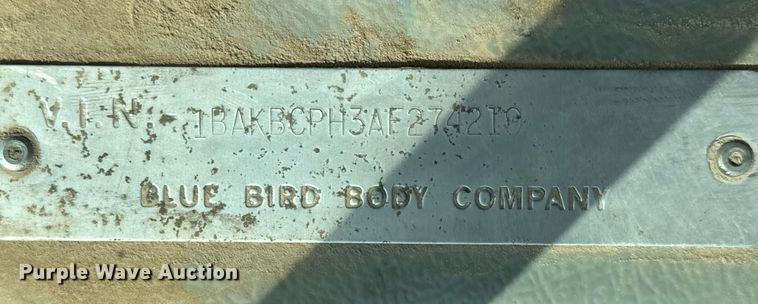 V.I.N. 1BAKBCPH3AF274210
BLUE BIRD BODY COMPANY
Purple Wave Auction